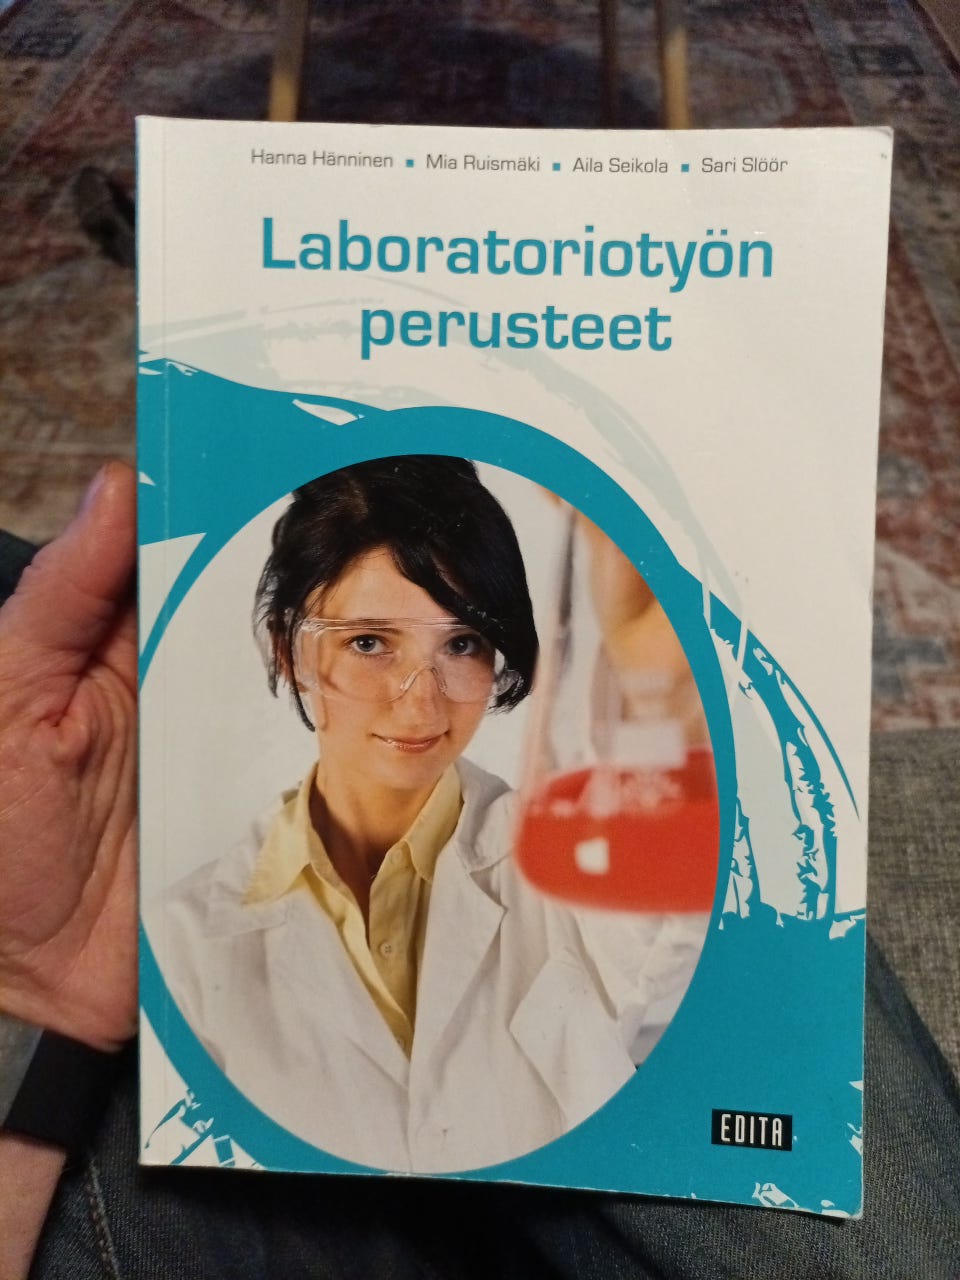 Hanna Hänninen ▪ Mia Ruismäki ▪ Aila Seikola ▪ Sari Slöör
Laboratoriotyön
perusteet
EDITA